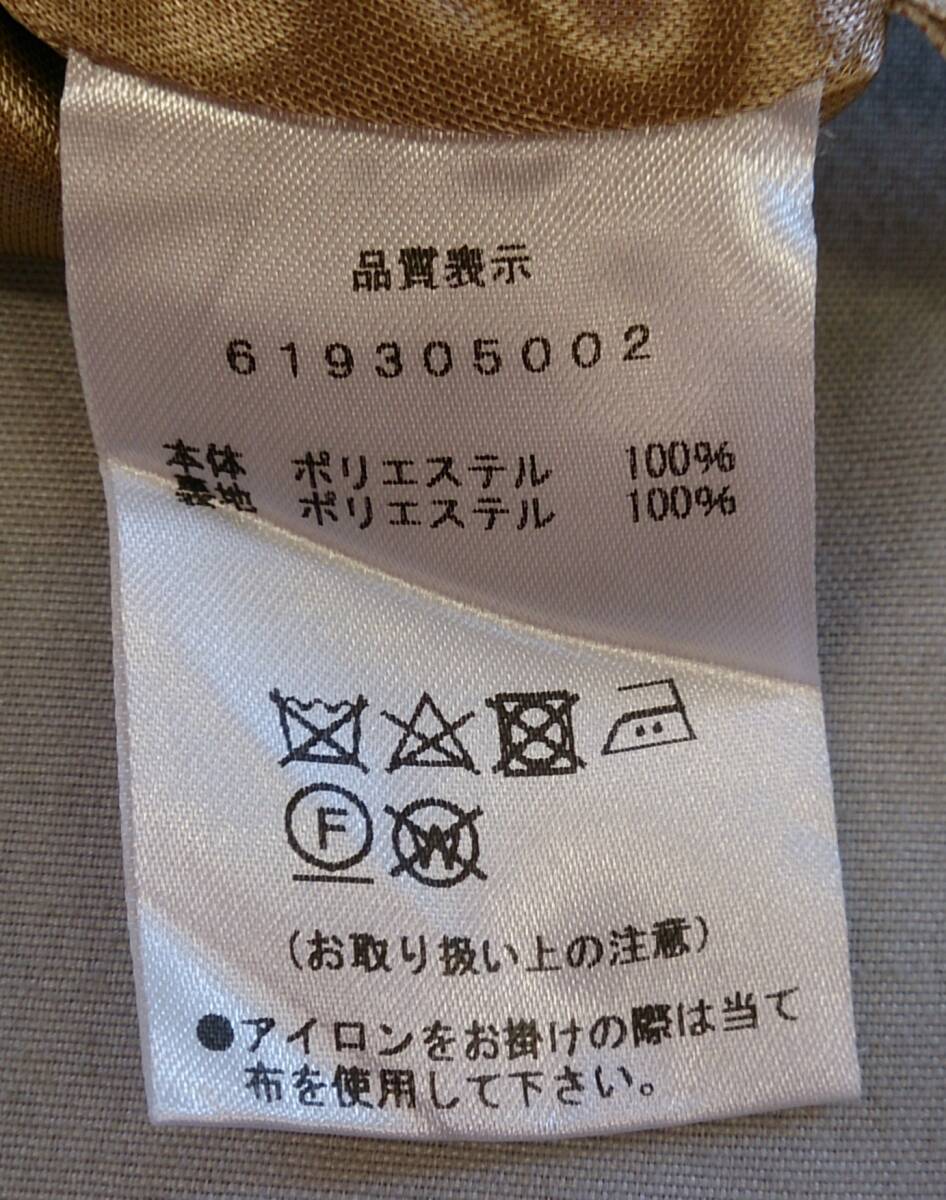 品質表示
619305002
本体 ポリエステル 100%
裏地 ポリエステル 100%
F W
(お取り扱い上の注意)
●アイロンをお掛けの際は当て
布を使用して下さい。